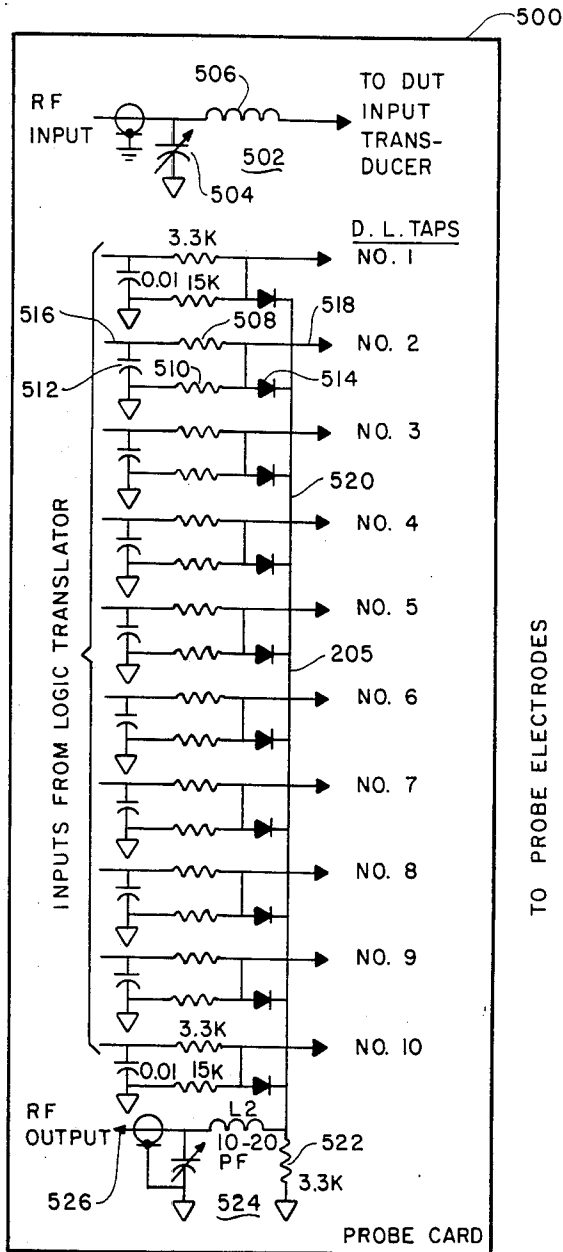 500
506
RF
INPUT
TO DUT
INPUT
TRANS-
DUCER
502
504
D. L. TAPS
3.3K
NO. 1
0.01
15K
516
508
518
NO. 2
512
510
514
NO. 3
520
NO. 4
NO. 5
205
NO. 6
NO. 7
NO. 8
NO. 9
3.3K
NO. 10
0.01
15K
INPUTS FROM LOGIC TRANSLATOR
TO PROBE ELECTRODES
RF
OUTPUT
L2
10-20
PF
522
526
524
3.3K
PROBE CARD